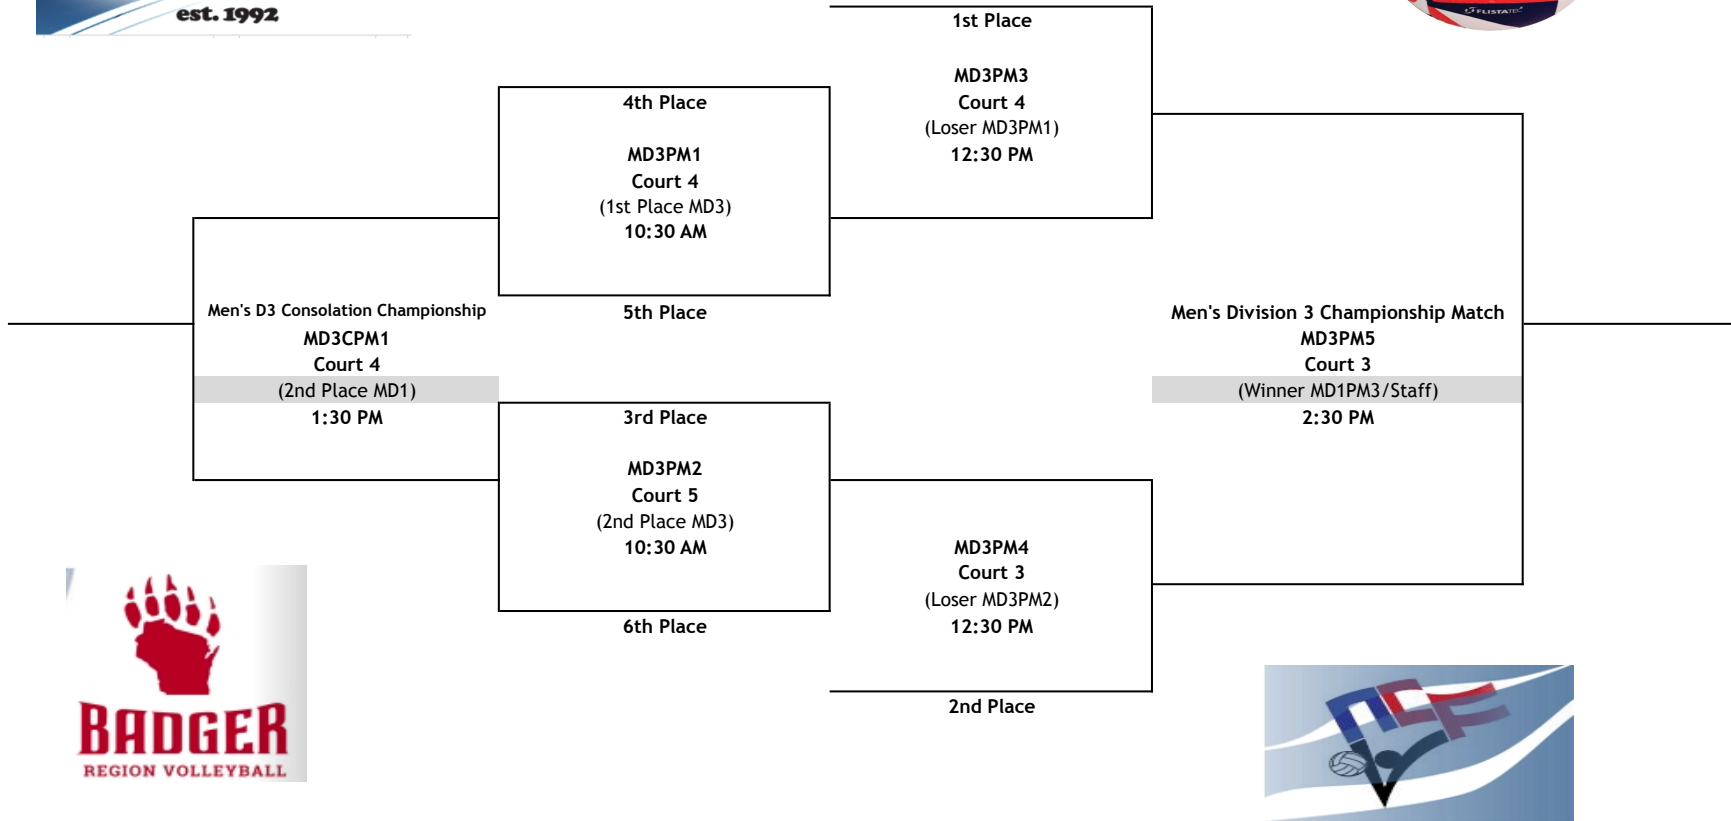 est. 1992
FLISTATEC
1st Place
MD3PM3
Court 4
(Loser MD3PM1)
12:30 PM
4th Place
MD3PM1
Court 4
(1st Place MD3)
10:30 AM
5th Place
Men's D3 Consolation Championship
MD3CPM1
Court 4
(2nd Place MD1)
1:30 PM
Men's Division 3 Championship Match
MD3PM5
Court 3
(Winner MD1PM3/Staff)
2:30 PM
3rd Place
MD3PM2
Court 5
(2nd Place MD3)
10:30 AM
6th Place
MD3PM4
Court 3
(Loser MD3PM2)
12:30 PM
2nd Place
BADGER
REGION VOLLEYBALL